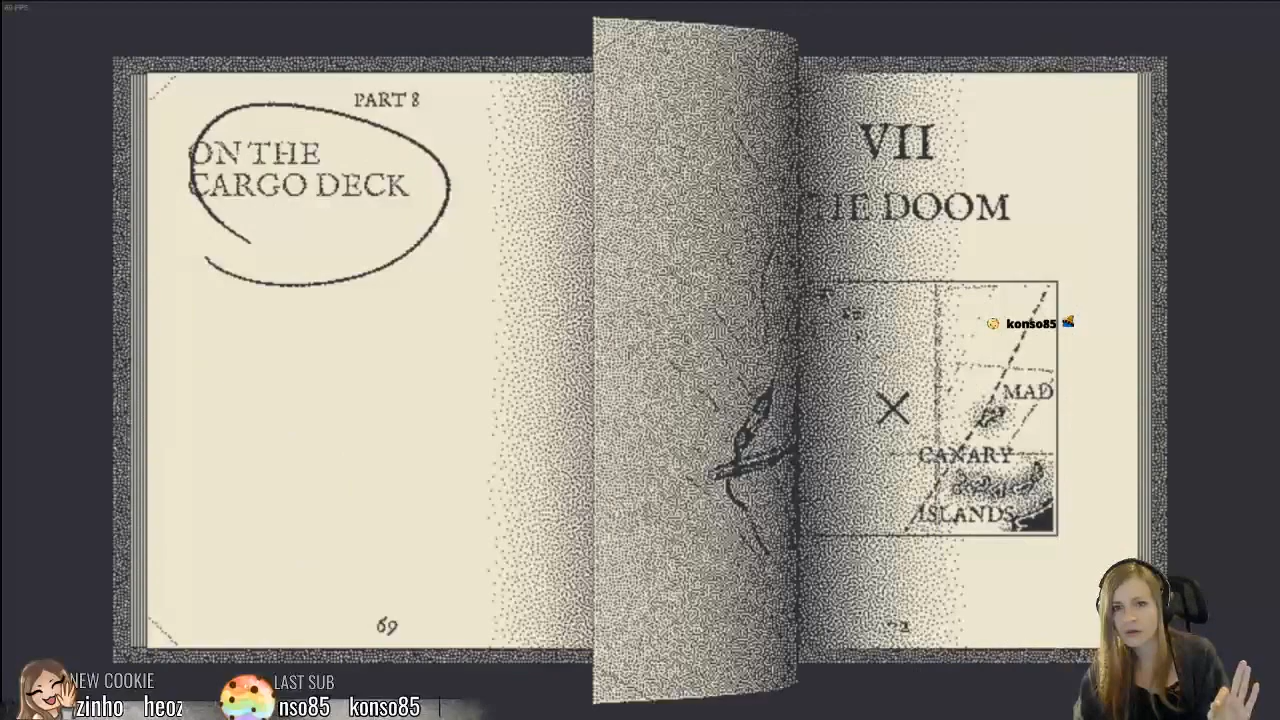 PART 8
ON THE
CARGO DECK
69
VII
DOOM
konso85
MAD
CANARY
ISLANDS
NEW COOKIE
zinho heoz
LAST SUB
nso85 konso85